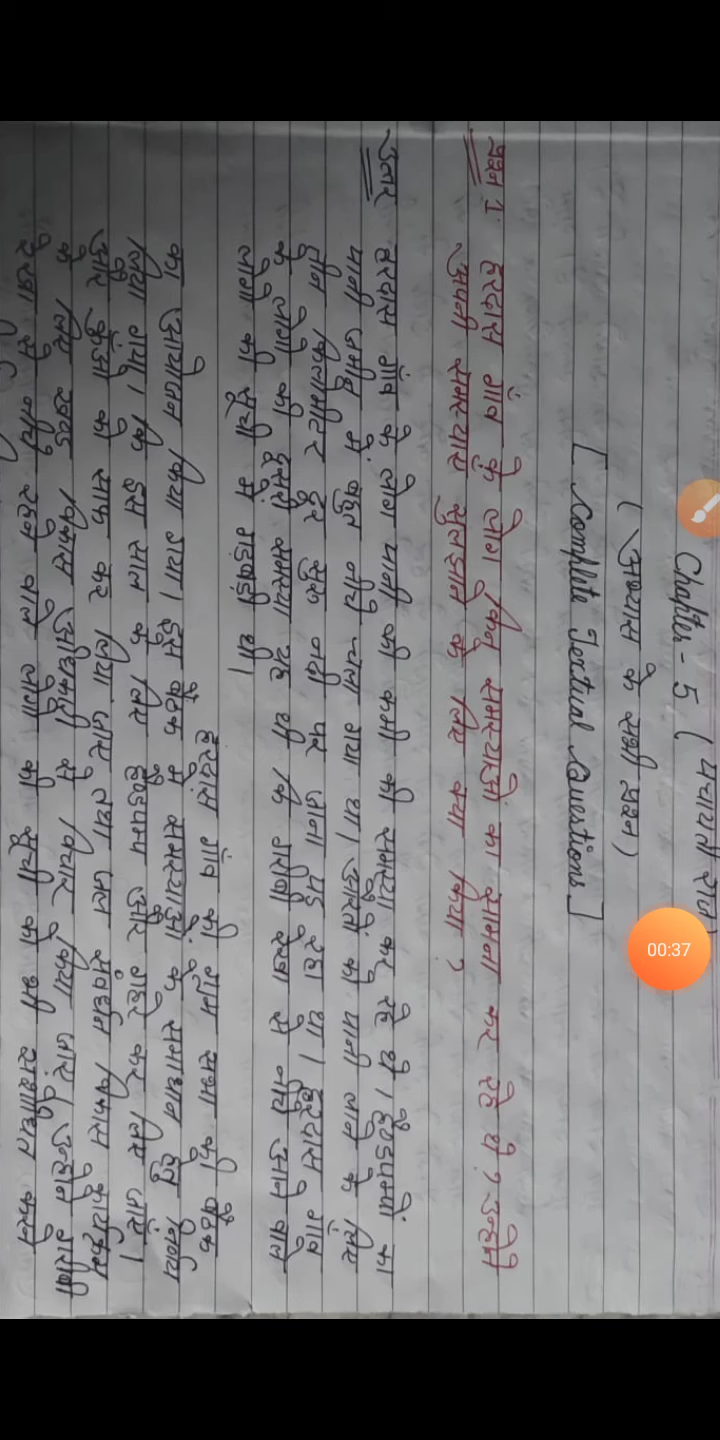 Chapter - 5 ( पंचायती राज )
( अभ्यास के सभी प्रश्न )
[ Complete Textual Questions ]
प्रश्न 1 हरदास गाँव के लोग किन समस्याओं का सामना कर रहे थे ? उन्होंने
अपनी समस्याएं सुलझाने के लिए क्या किया ?
उत्तर हरदास गाँव के लोग पानी की कमी की समस्या कर रहे थे। हैण्डपम्पों का
पानी जमीन में बहुत नीचे चला गया था। औरतों को पानी लाने के लिए
तीन किलोमीटर दूर सुरु नदी पर जाना पड़ रहा था। हरदास गाँव
के लोगों की दूसरी समस्या यह थी कि गरीबी रेखा से नीचे आने वाले
लोगों की सूची में गड़बड़ी थी।
हरदास गाँव की ग्राम सभा की बैठक
का आयोजन किया गया। इस बैठक में समस्याओं के समाधान हेतु निर्णय
लिया गया। कि इस साल के लिए हैण्डपम्प और गहरे कर लिए जाएं।
और कुंओं को साफ कर लिया जाए तथा जल संवर्धन विकास कार्यक्रम
के लिए खण्ड विकास अधिकारी से विचार किया जाए। उन्होंने गरीबी
रेखा से नीचे रहने वाले लोगों की सूची को भी संशोधित करने
00:37